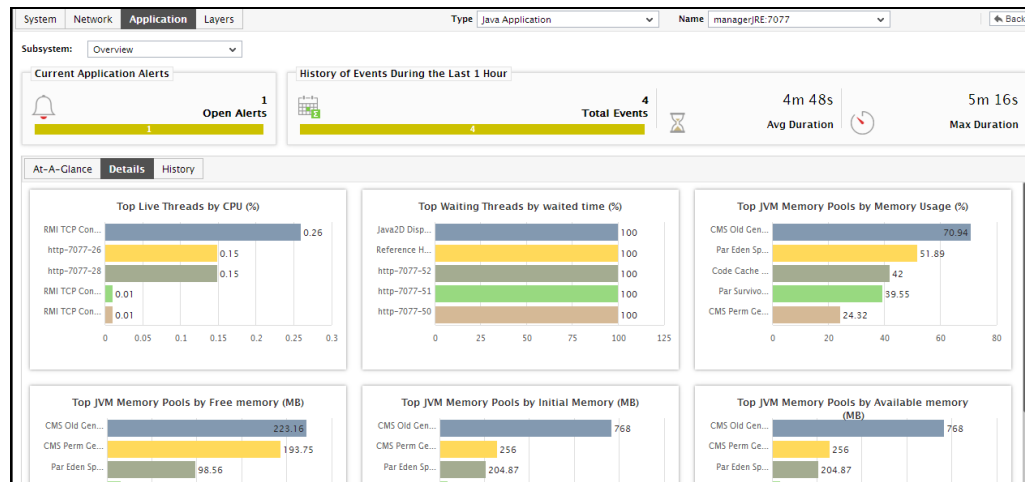 System Network Application Layers Type Java Application Name managerJRE:7077 Back
Subsystem: Overview
Current Application Alerts
1
Open Alerts
1
History of Events During the Last 1 Hour
4
Total Events
4
4m 48s
Avg Duration
5m 16s
Max Duration
At-A-Glance Details History
Top Live Threads by CPU (%)
RMI TCP Con... 0.26
http-7077-26 0.15
http-7077-28 0.15
RMI TCP Con... 0.01
RMI TCP Con... 0.01
0 0.05 0.1 0.15 0.2 0.25 0.3
Top Waiting Threads by waited time (%)
Java2D Disp... 100
Reference H... 100
http-7077-52 100
http-7077-51 100
http-7077-50 100
0 25 50 75 100 125
Top JVM Memory Pools by Memory Usage (%)
CMS Old Gen... 70.94
Par Eden Sp... 51.89
Code Cache ... 42
Par Survivo... 39.55
CMS Perm Ge... 24.32
0 20 40 60 80
Top JVM Memory Pools by Free memory (MB)
CMS Old Gen... 223.16
CMS Perm Ge... 193.75
Par Eden Sp... 98.56
Top JVM Memory Pools by Initial Memory (MB)
CMS Old Gen... 768
CMS Perm Ge... 256
Par Eden Sp... 204.87
Top JVM Memory Pools by Available memory
(MB)
CMS Old Gen... 768
CMS Perm Ge... 256
Par Eden Sp... 204.87